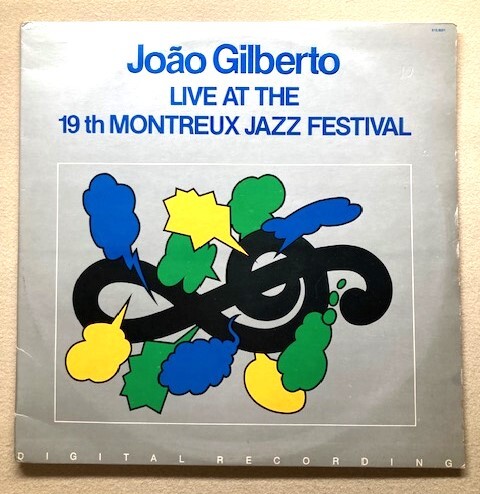 João Gilberto
LIVE AT THE
19 th MONTREUX JAZZ FESTIVAL
DIGITAL RECORDING